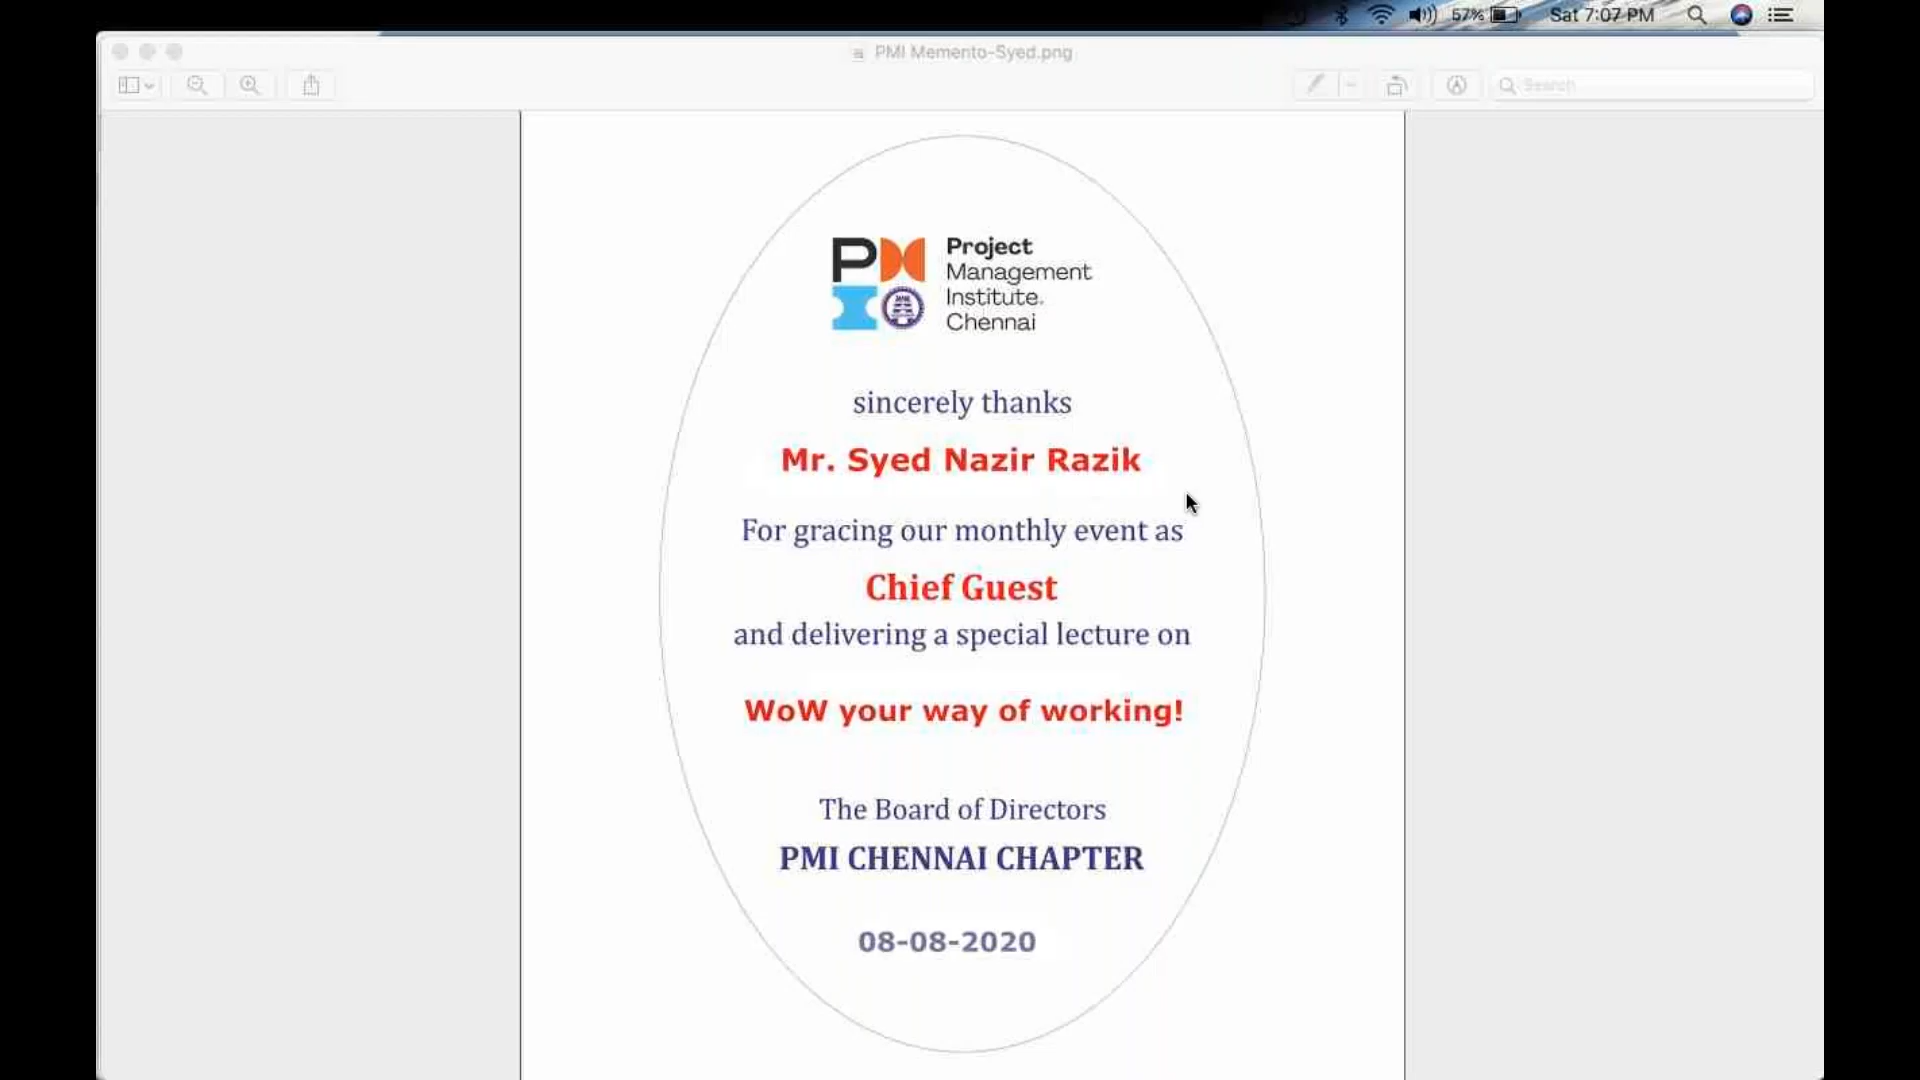 57%
Sat 7:07 PM
PMI Memento-Syed.png
Search
Project
Management
Institute.
Chennai
sincerely thanks
Mr. Syed Nazir Razik
For gracing our monthly event as
Chief Guest
and delivering a special lecture on
WoW your way of working!
The Board of Directors
PMI CHENNAI CHAPTER
08-08-2020